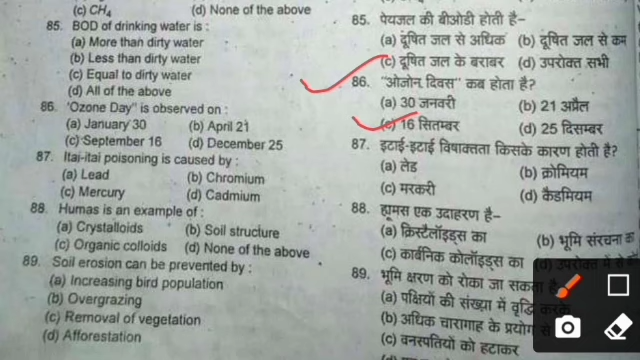 (c) CH4 (d) None of the above
85. BOD of drinking water is :
(a) More than dirty water
(b) Less than dirty water
(c) Equal to dirty water
(d) All of the above
86. 'Ozone Day" is observed on :
(a) January 30 (b) April 21
(c) September 16 (d) December 25
87. Itai-itai poisoning is caused by :
(a) Lead (b) Chromium
(c) Mercury (d) Cadmium
88. Humas is an example of :
(a) Crystalloids (b) Soil structure
(c) Organic colloids (d) None of the above
89. Soil erosion can be prevented by :
(a) Increasing bird population
(b) Overgrazing
(c) Removal of vegetation
(d) Afforestation
85. पेयजल की बीओडी होती है–
(a) दूषित जल से अधिक (b) दूषित जल से कम
(c) दूषित जल के बराबर (d) उपरोक्त सभी
86. "ओजोन दिवस" कब होता है?
(a) 30 जनवरी (b) 21 अप्रैल
(c) 16 सितम्बर (d) 25 दिसम्बर
87. इटाई-इटाई विषाक्तता किसके कारण होती है?
(a) लेड (b) क्रोमियम
(c) मरकरी (d) कैडमियम
88. ह्यूमस एक उदाहरण है–
(a) क्रिस्टैलॉइड्स का (b) भूमि संरचना का
(c) कार्बनिक कोलॉइड्स का (d) उपरोक्त में से
89. भूमि क्षरण को रोका जा सकता है
(a) पक्षियों की संख्या में वृद्धि करके
(b) अधिक चारागाह के प्रयोग से
(c) वनस्पतियों को हटाकर